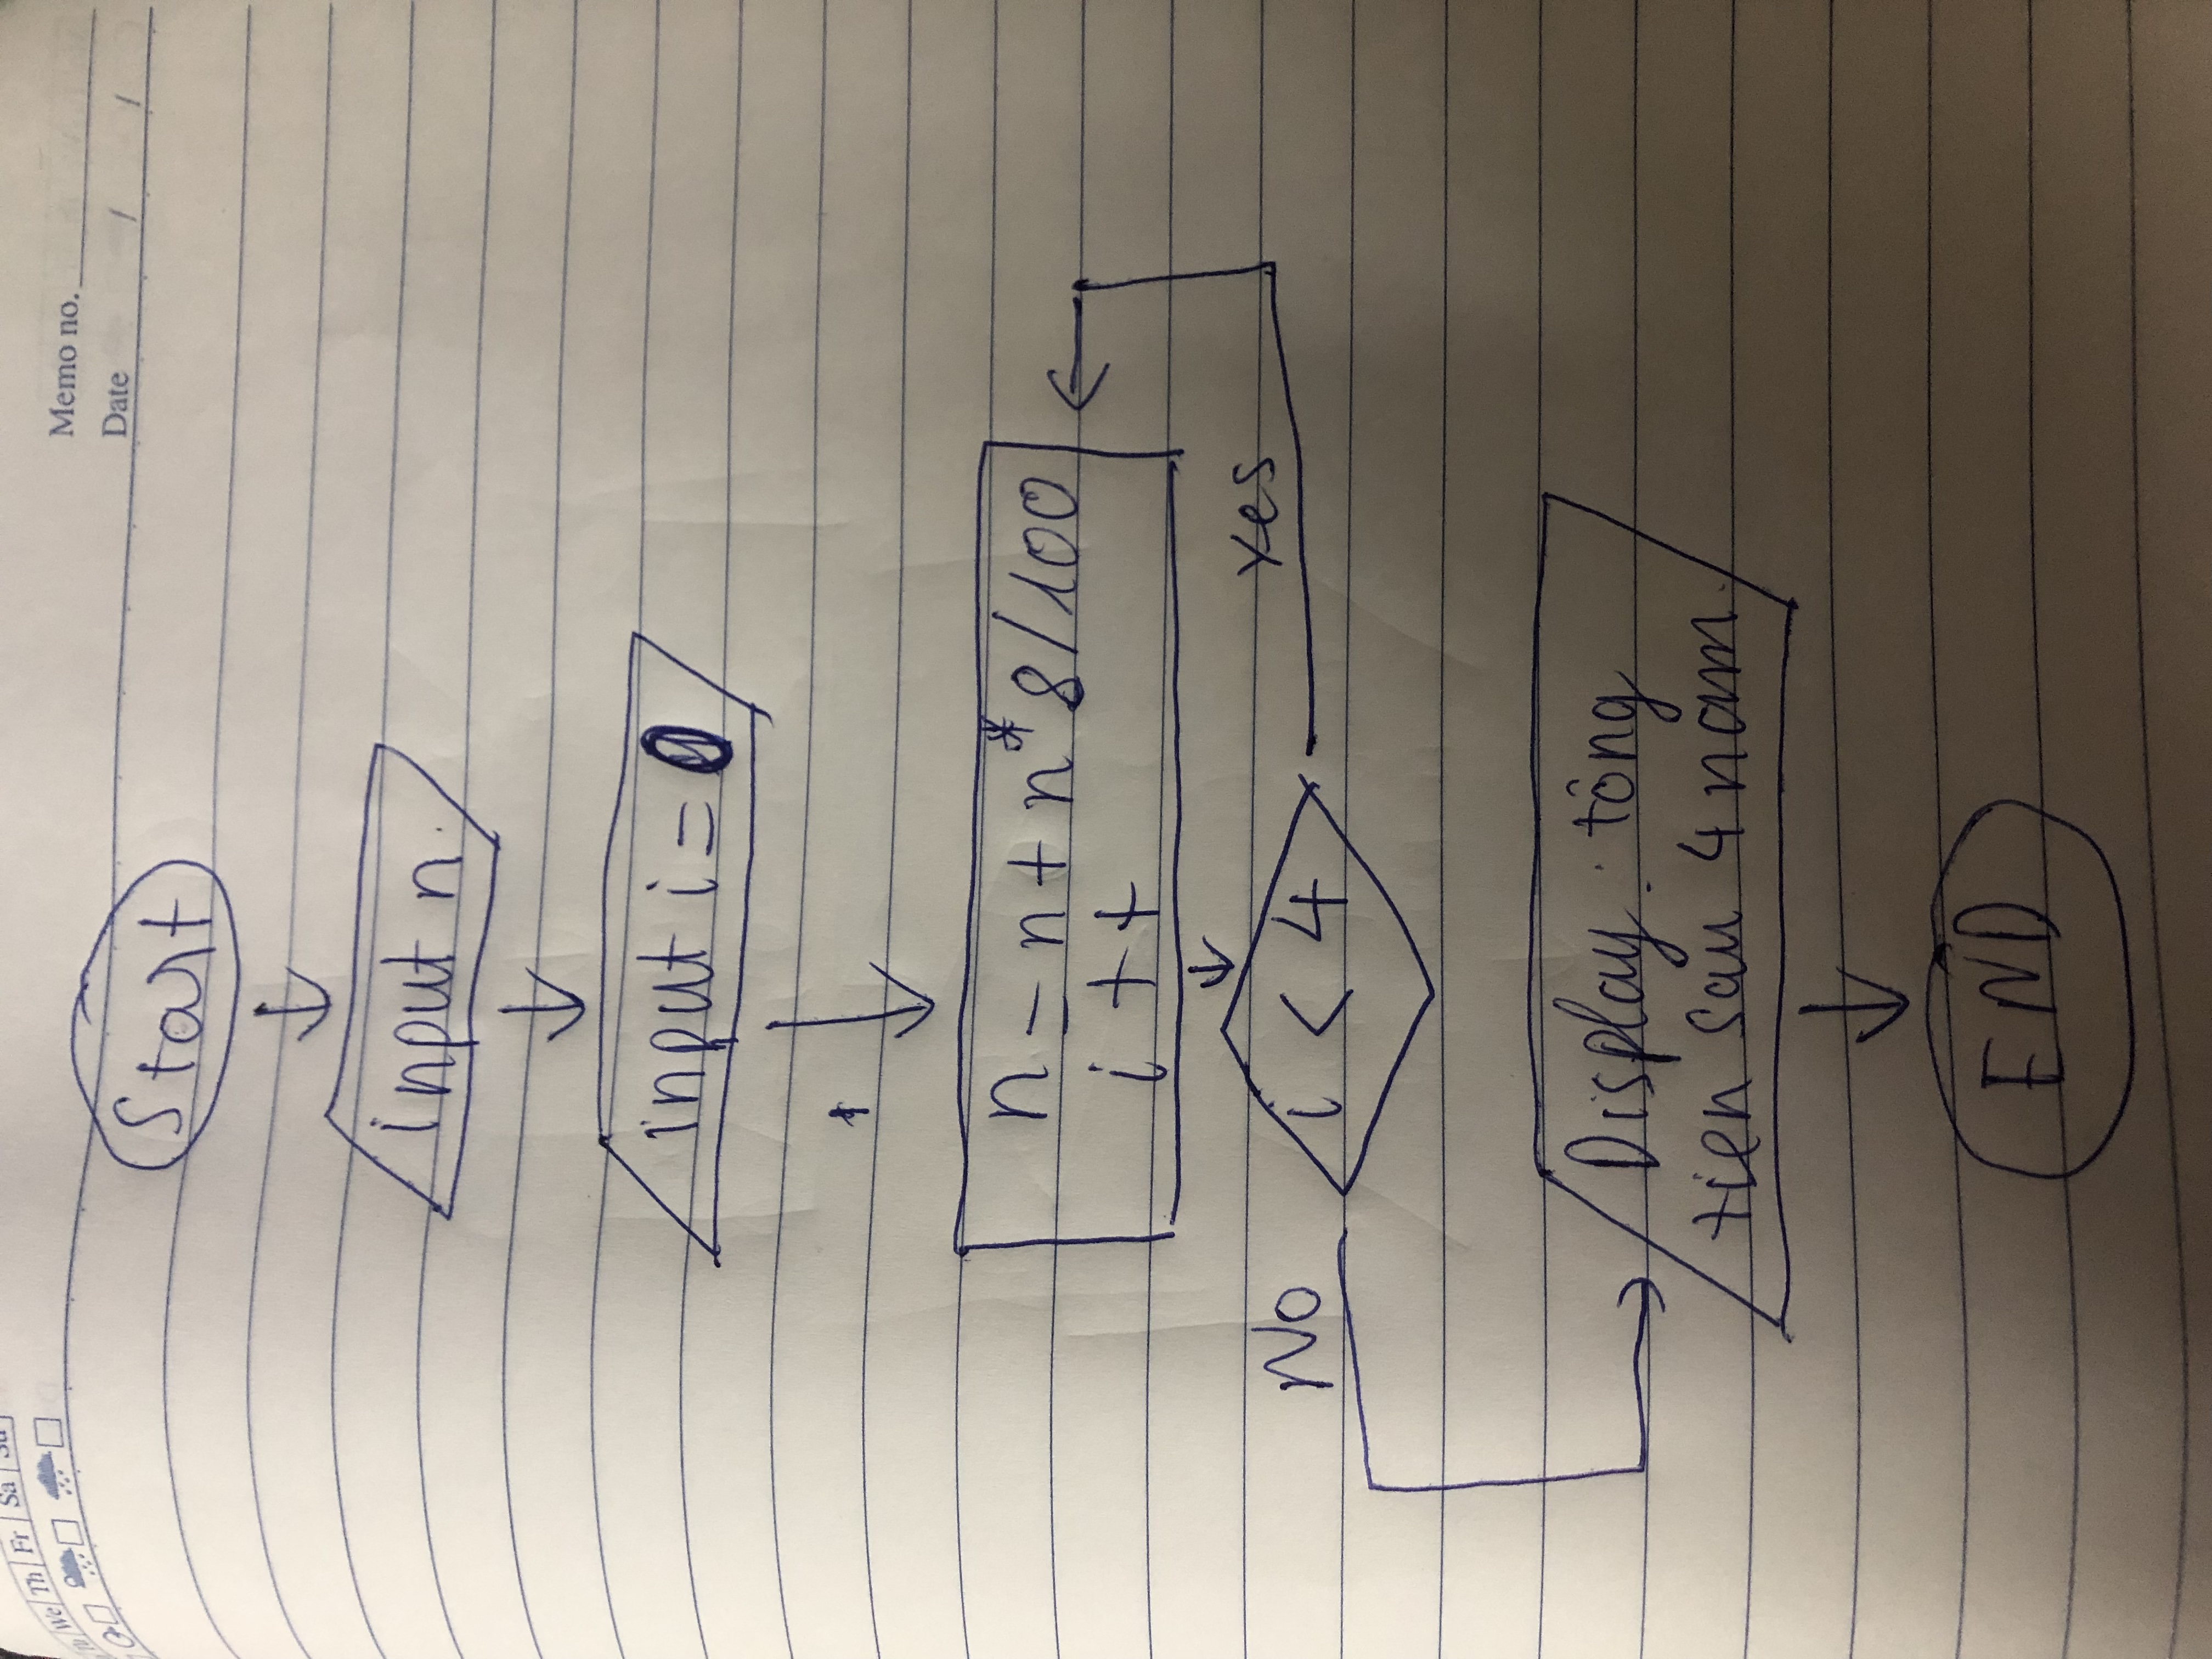 Tu We Th Fr Sa Su
Memo no.
Date / /
Start
input n.
input i = 0
n = n + n * 8/100
i ++
i < 4
Yes
No
Display : tông
tien sau 4 nam.
END